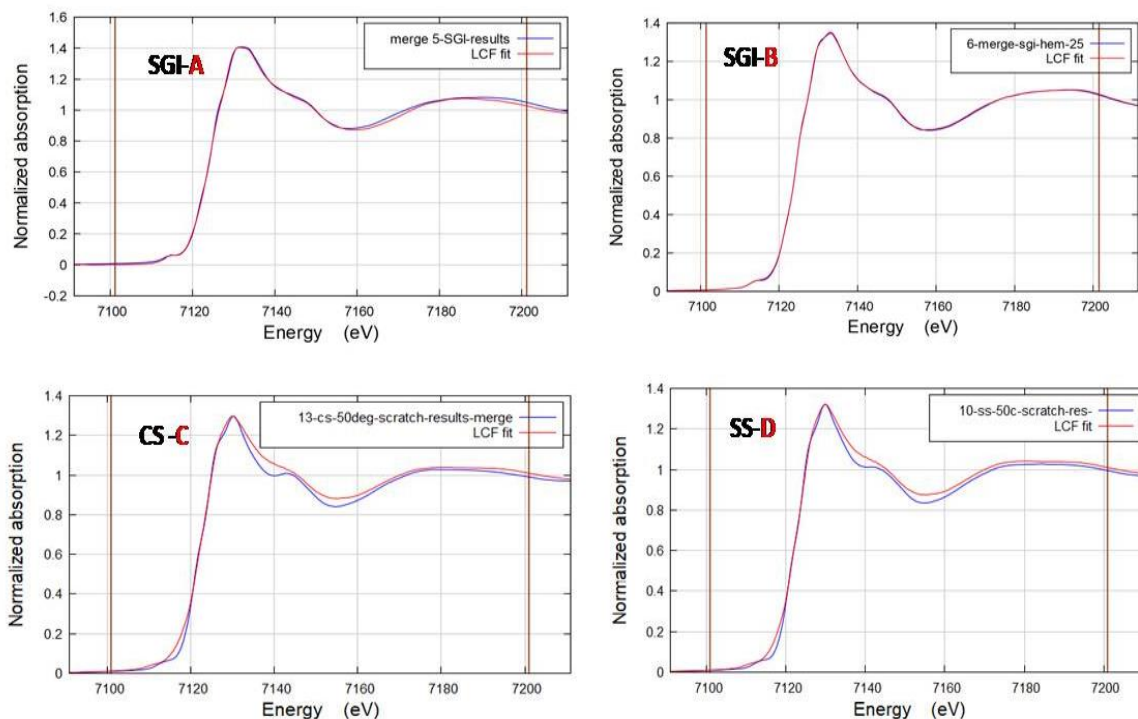 1.6
1.4
1.2
1
0.8
0.6
0.4
0.2
0
-0.2
Normalized absorption
SGI-A
merge 5-SGI-results
LCF fit
7100 7120 7140 7160 7180 7200
Energy (eV)
1.4
1.2
1
0.8
0.6
0.4
0.2
0
Normalized absorption
SGI-B
6-merge-sgi-hem-25
LCF fit
7100 7120 7140 7160 7180 7200
Energy (eV)
1.4
1.2
1
0.8
0.6
0.4
0.2
0
Normalized absorption
CS-C
13-cs-50deg-scratch-results-merge
LCF fit
7100 7120 7140 7160 7180 7200
Energy (eV)
1.4
1.2
1
0.8
0.6
0.4
0.2
0
Normalized absorption
SS-D
10-ss-50c-scratch-res-
LCF fit
7100 7120 7140 7160 7180 7200
Energy (eV)